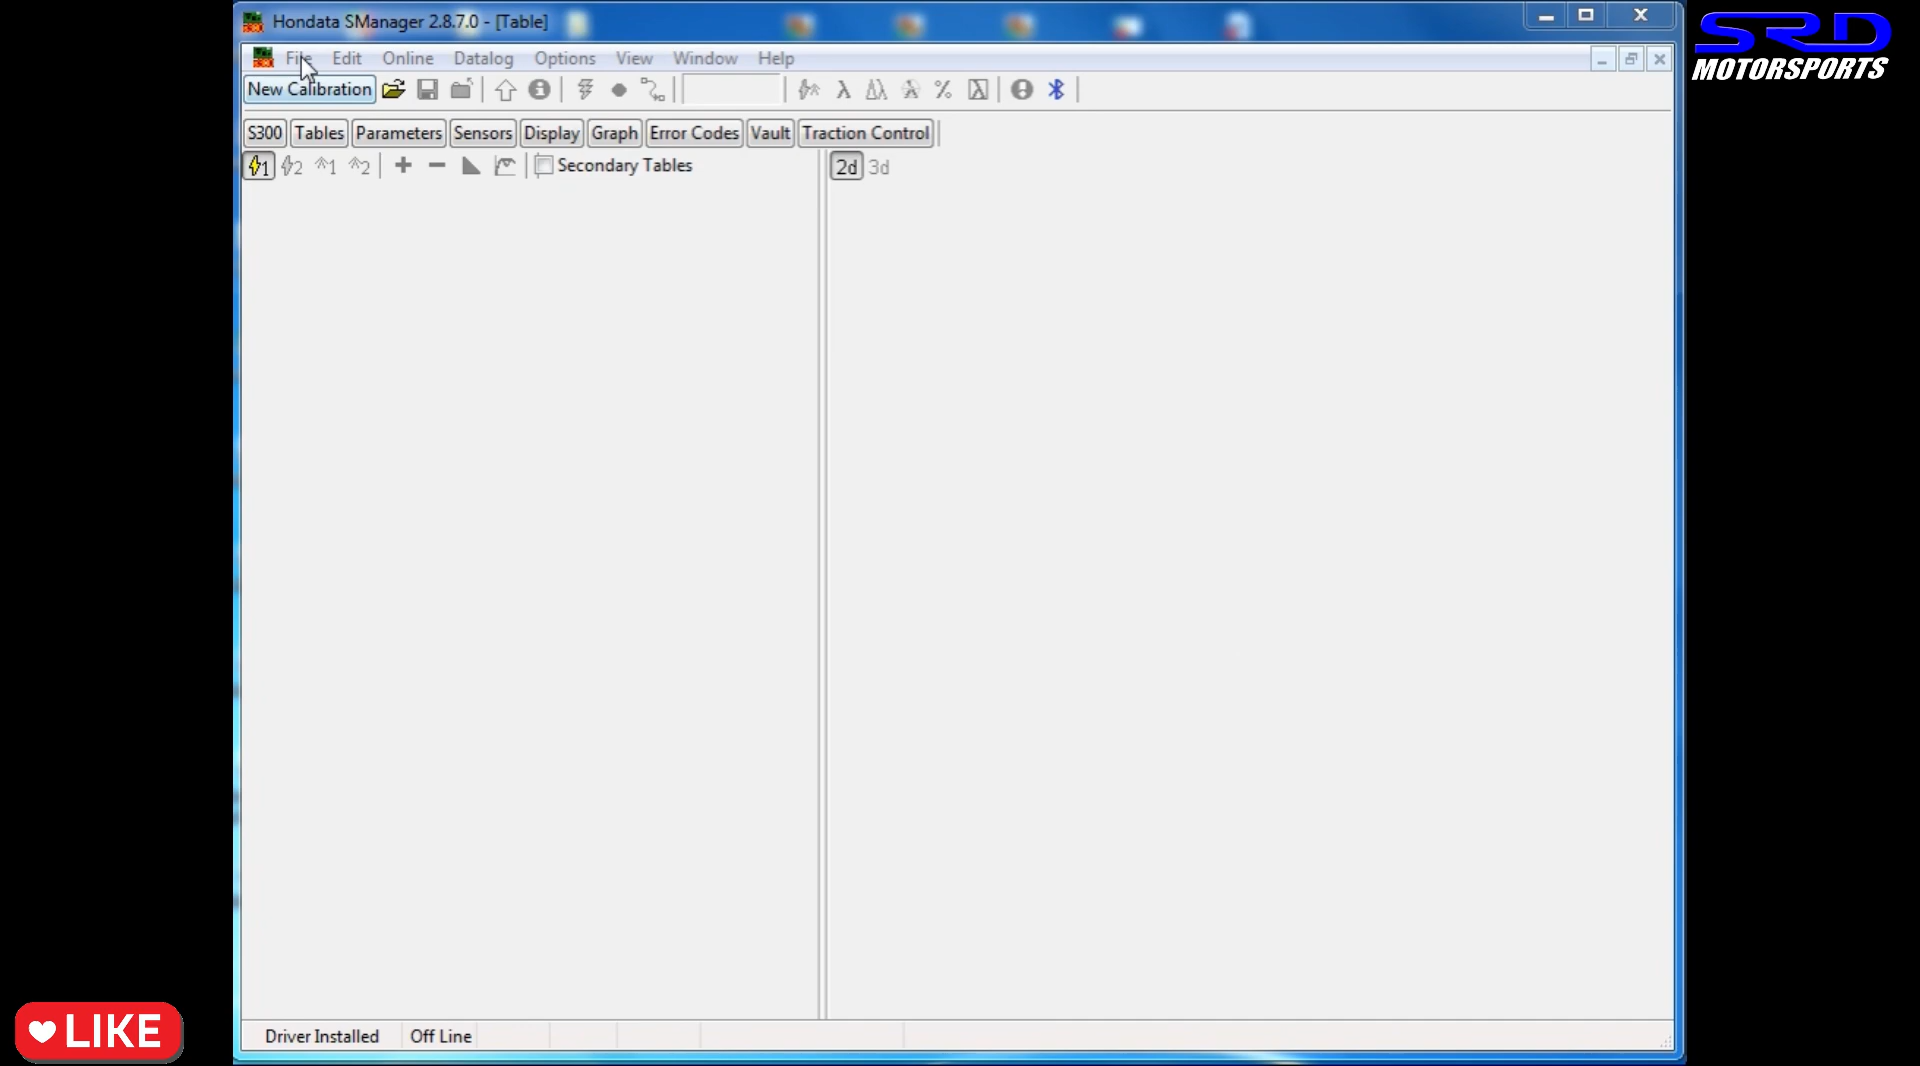 Hondata SManager 2.8.7.0 - [Table]
File Edit Online Datalog Options View Window Help
New Calibration
S300 Tables Parameters Sensors Display Graph Error Codes Vault Traction Control
1 2 1 2 Secondary Tables 2d 3d
Driver Installed Off Line
SRD
MOTORSPORTS
LIKE